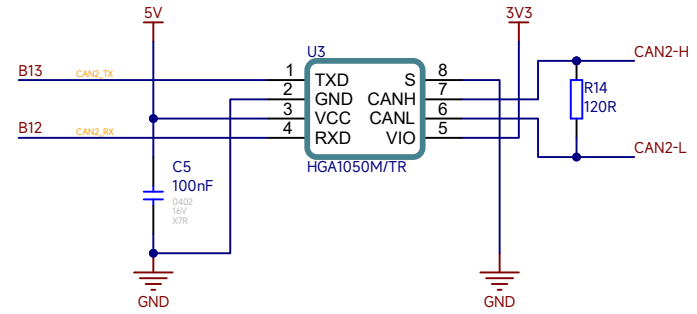 5V
3V3
U3
CAN2-H
B13
CAN2_TX
1
TXD
S
8
2
GND
CANH
7
R14
3
VCC
CANL
6
120R
B12
CAN2_RX
4
RXD
VIO
5
CAN2-L
C5
HGA1050M/TR
100nF
0402
16V
X7R
GND
GND